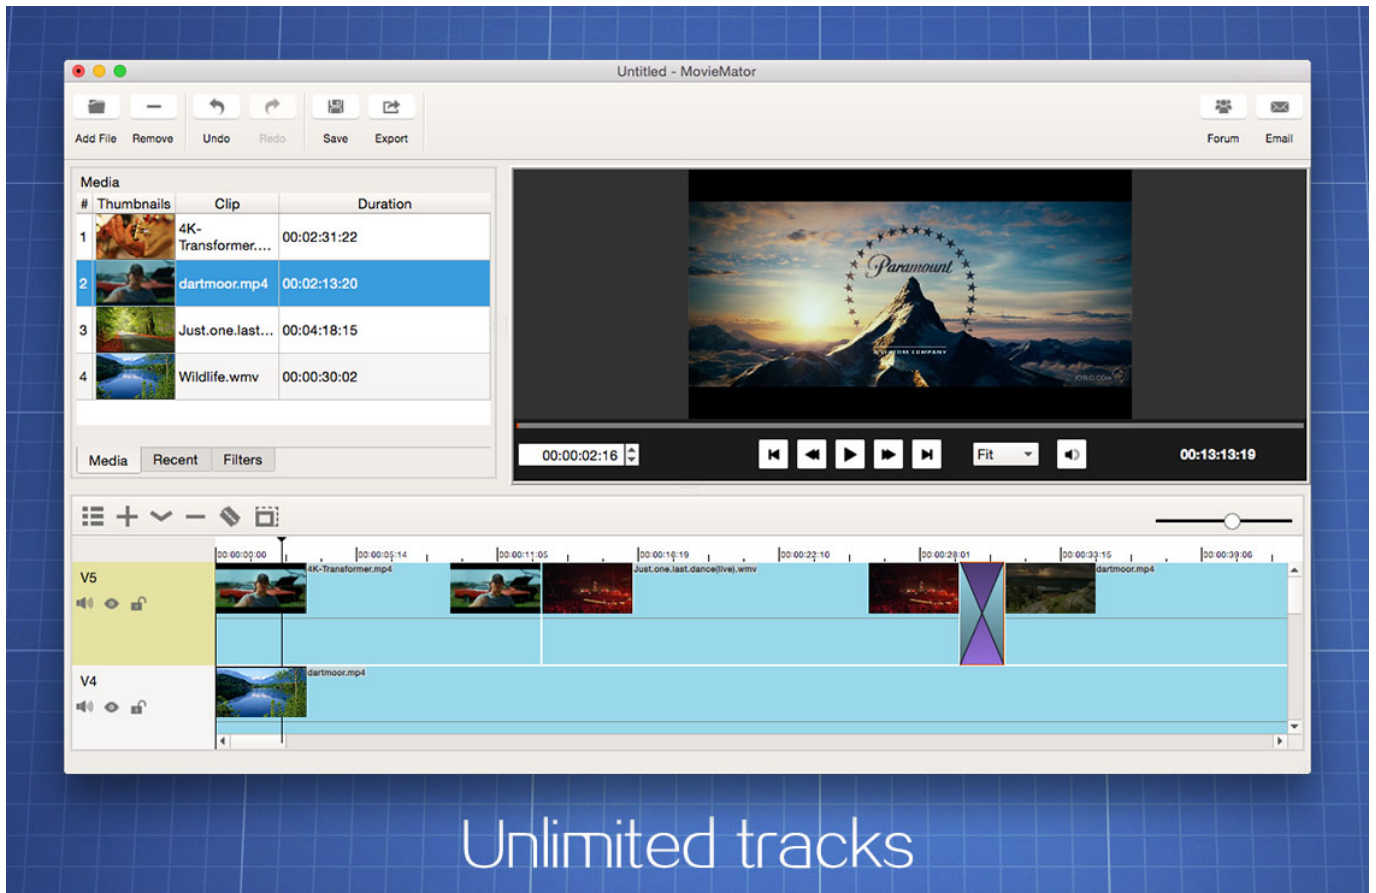 Untitled - MovieMator
Add File Remove Undo Redo Save Export Forum Email
Media
# Thumbnails Clip Duration
1 4K-Transformer.... 00:02:31:22
2 dartmoor.mp4 00:02:13:20
3 Just.one.last... 00:04:18:15
4 Wildlife.wmv 00:00:30:02
Media Recent Filters
Paramount
COMPANY
00:00:02:16 Fit 00:13:13:19
00:00:00:00 00:00:05:14 00:00:11:05 00:00:16:19 00:00:22:10 00:00:28:01 00:00:33:15 00:00:39:06
V5
4K-Transformer.mp4 Just.one.last.dance(live).wmv dartmoor.mp4
V4
dartmoor.mp4
Unlimited tracks